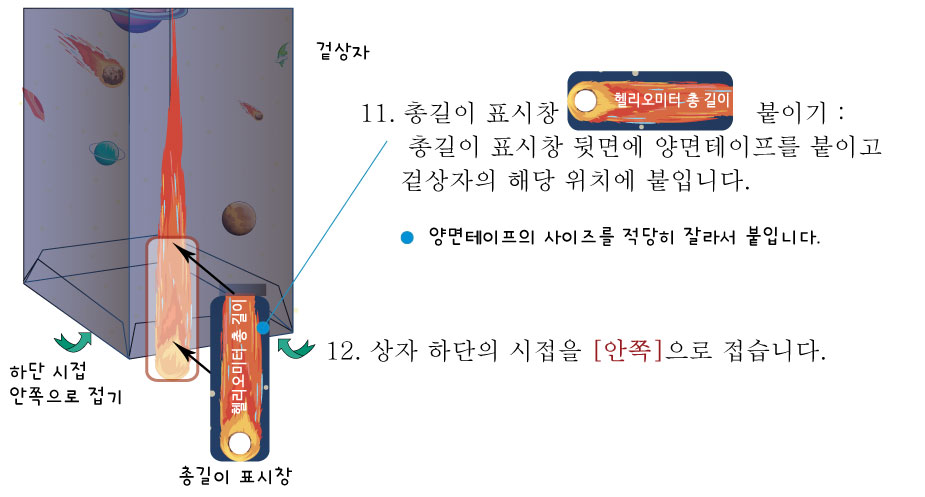 겉상자
11. 총길이 표시창 헬리오미터 총 길이 붙이기 :
총길이 표시창 뒷면에 양면테이프를 붙이고
겉상자의 해당 위치에 붙입니다.
양면테이프의 사이즈를 적당히 잘라서 붙입니다.
헬리오미터 총 길이
12. 상자 하단의 시접을 [안쪽]으로 접습니다.
하단 시접
안쪽으로 접기
총길이 표시창